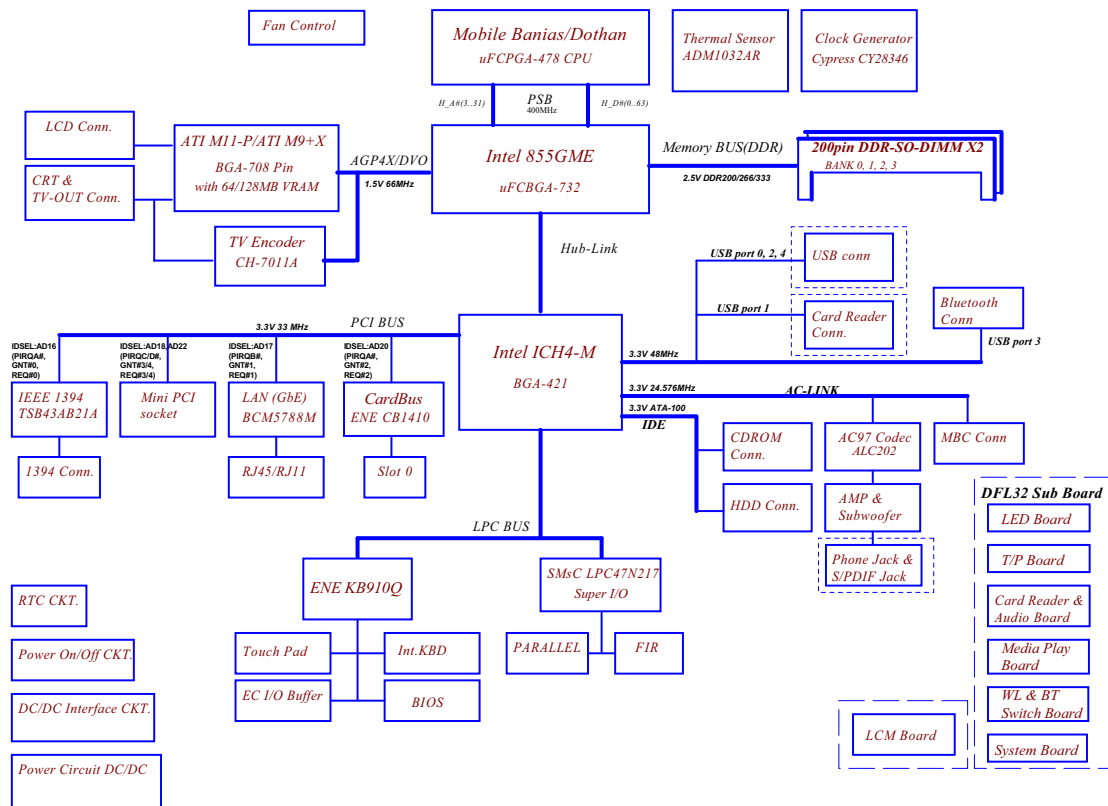 Fan Control
Mobile Banias/Dothan
uFCPGA-478 CPU
Thermal Sensor
ADM1032AR
Clock Generator
Cypress CY28346
H_A#(3..31)
PSB
400MHz
H_D#(0..63)
LCD Conn.
CRT &
TV-OUT Conn.
ATI M11-P/ATI M9+X
BGA-708 Pin
with 64/128MB VRAM
AGP4X/DVO
1.5V 66MHz
Intel 855GME
uFCBGA-732
Memory BUS(DDR)
2.5V DDR200/266/333
200pin DDR-SO-DIMM X2
BANK 0, 1, 2, 3
TV Encoder
CH-7011A
Hub-Link
USB port 0, 2, 4
USB conn
USB port 1
Card Reader
Conn.
Bluetooth
Conn
USB port 3
3.3V 33 MHz
PCI BUS
Intel ICH4-M
BGA-421
3.3V 48MHz
3.3V 24.576MHz
AC-LINK
3.3V ATA-100
IDE
IDSEL:AD16
(PIRQA#,
GNT#0,
REQ#0)
IDSEL:AD18,AD22
(PIRQC/D#,
GNT#3/4,
REQ#3/4)
IDSEL:AD17
(PIRQB#,
GNT#1,
REQ#1)
IDSEL:AD20
(PIRQA#,
GNT#2,
REQ#2)
IEEE 1394
TSB43AB21A
Mini PCI
socket
LAN (GbE)
BCM5788M
CardBus
ENE CB1410
1394 Conn.
RJ45/RJ11
Slot 0
CDROM
Conn.
AC97 Codec
ALC202
MBC Conn
HDD Conn.
AMP &
Subwoofer
Phone Jack &
S/PDIF Jack
LPC BUS
ENE KB910Q
SMsC LPC47N217
Super I/O
Touch Pad
Int.KBD
EC I/O Buffer
BIOS
PARALLEL
FIR
RTC CKT.
Power On/Off CKT.
DC/DC Interface CKT.
Power Circuit DC/DC
DFL32 Sub Board
LED Board
T/P Board
Card Reader &
Audio Board
Media Play
Board
WL & BT
Switch Board
System Board
LCM Board